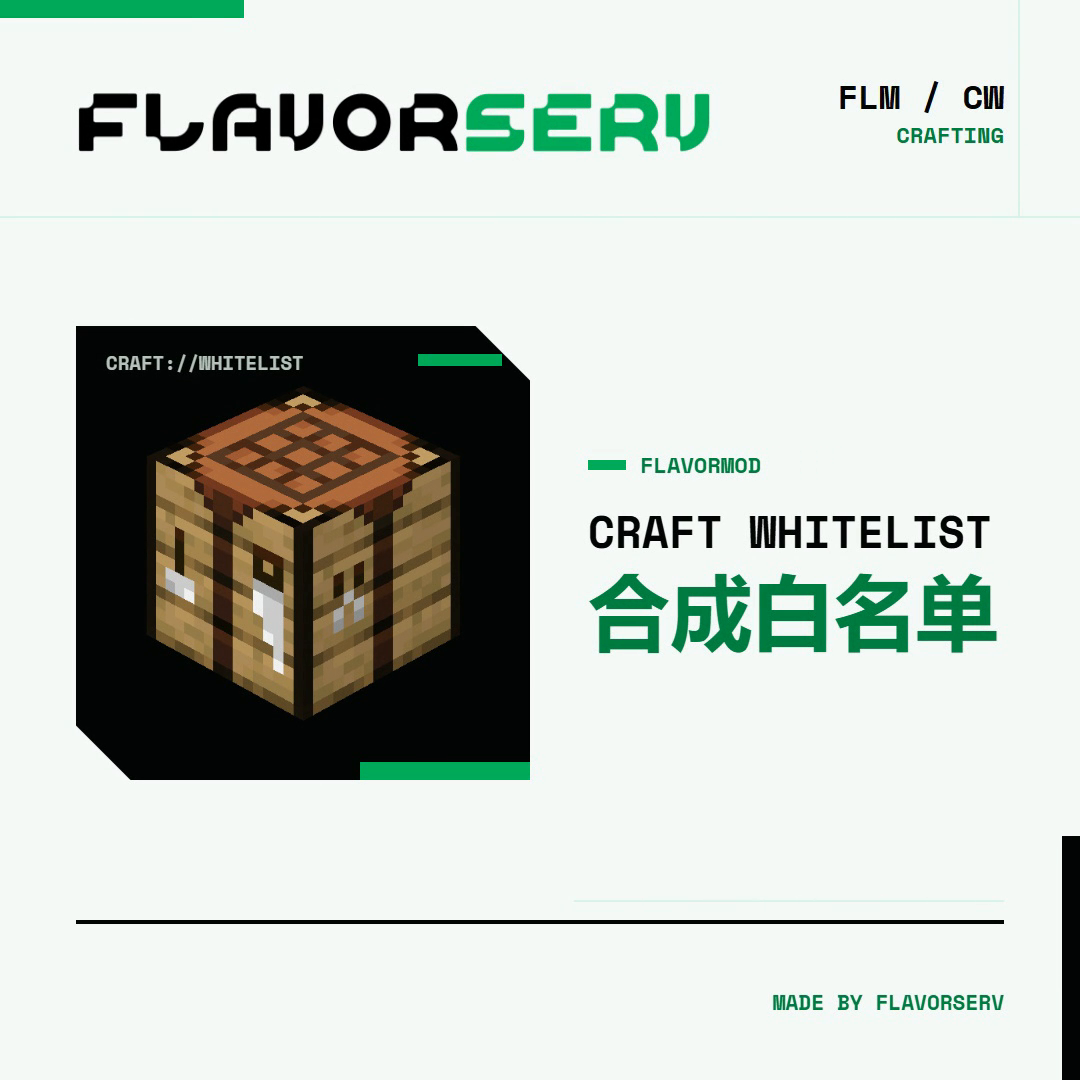 FLAVORSERV
FLM / CW
CRAFTING
CRAFT://WHITELIST
FLAVORMOD
CRAFT WHITELIST
合成白名单
MADE BY FLAVORSERV